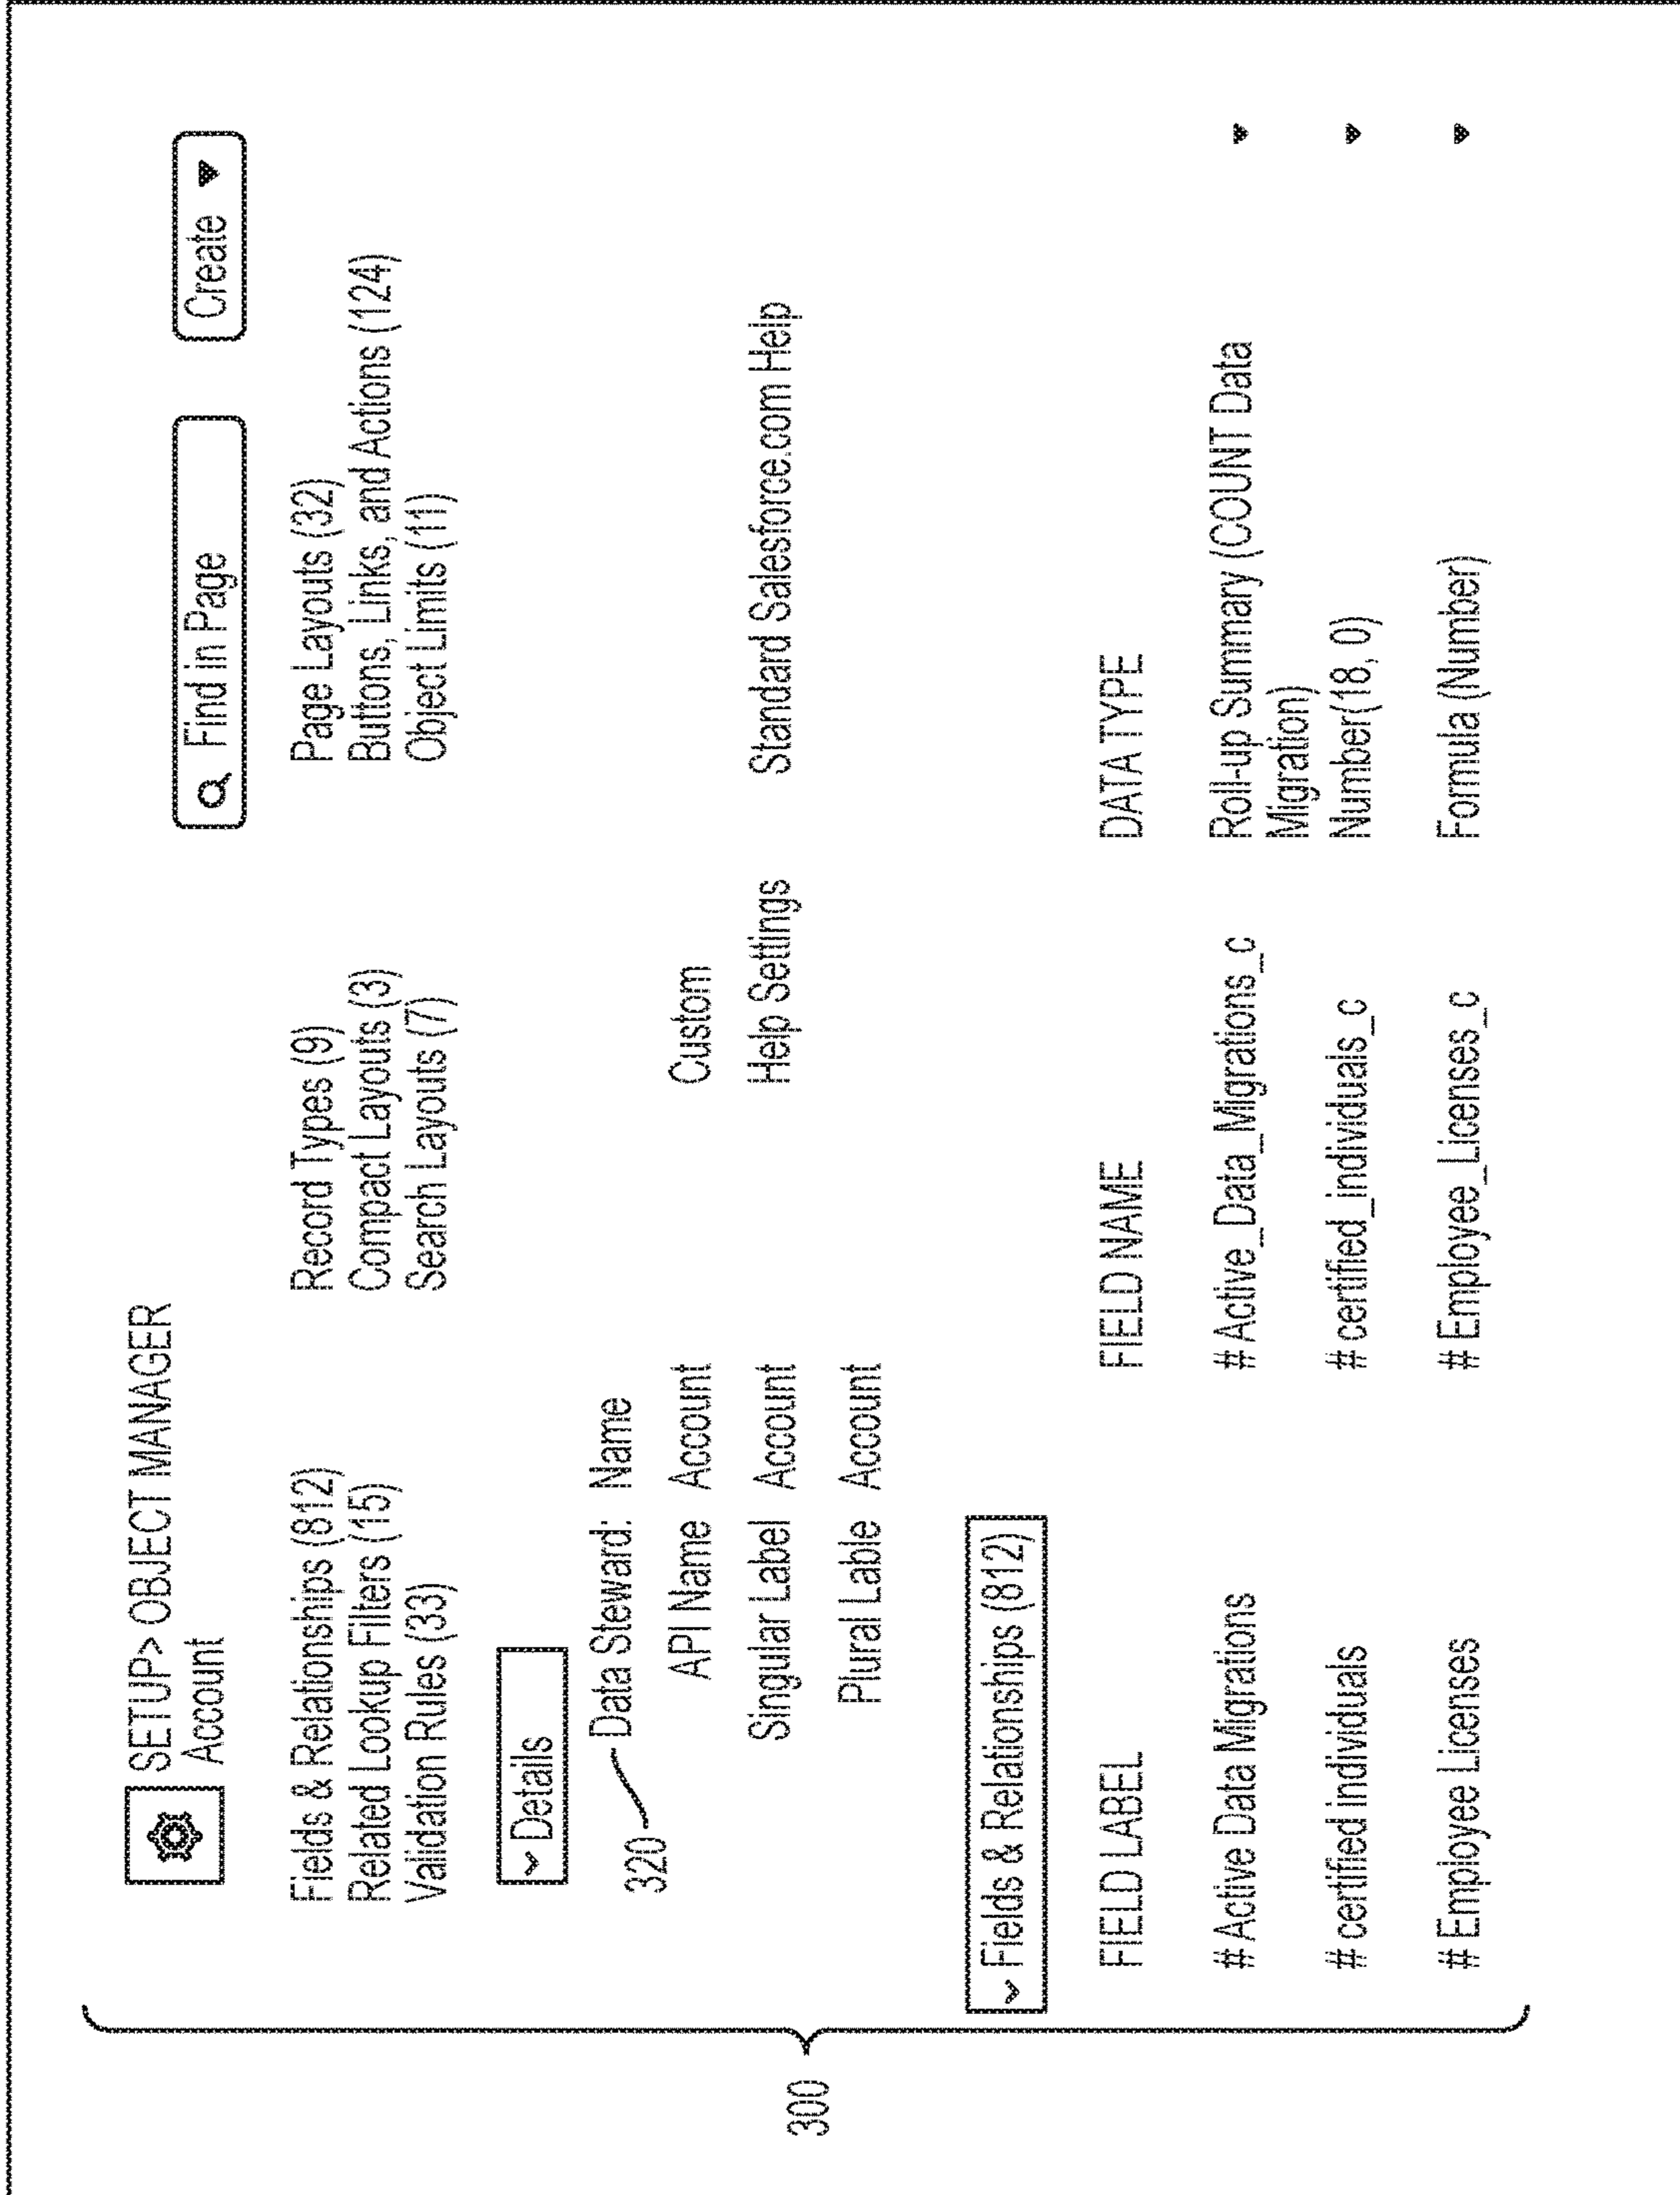 SETUP> OBJECT MANAGER
Account
Find in Page
Create
Fields & Relationships (812)
Related Lookup Filters (15)
Validation Rules (33)
Record Types (9)
Compact Layouts (3)
Search Layouts (7)
Page Layouts (32)
Buttons, Links, and Actions (124)
Object Limits (11)
Details
320
Data Steward: Name
API Name Account
Custom
Singular Label Account
Help Settings Standard Salesforce.com Help
Plural Lable Account
300
Fields & Relationships (812)
FIELD LABEL FIELD NAME DATA TYPE
# Active Data Migrations # Active_Data_Migrations_c Roll-up Summary (COUNT Data
Migration)
# certified individuals # certified_individuals_c Number(18, 0)
# Employee Licenses # Employee_Licenses_c Formula (Number)